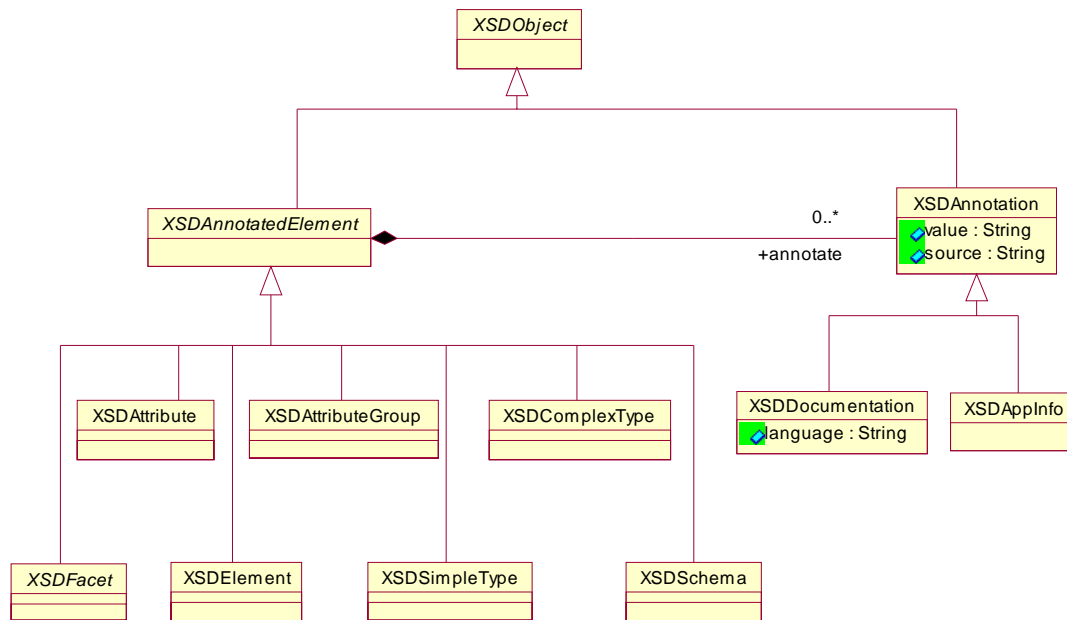 XSDObject
XSDAnnotatedElement
0..*
+annotate
XSDAnnotation
value : String
source : String
XSDAttribute
XSDAttributeGroup
XSDComplexType
XSDDocumentation
language : String
XSDAppInfo
XSDFacet
XSDElement
XSDSimpleType
XSDSchema